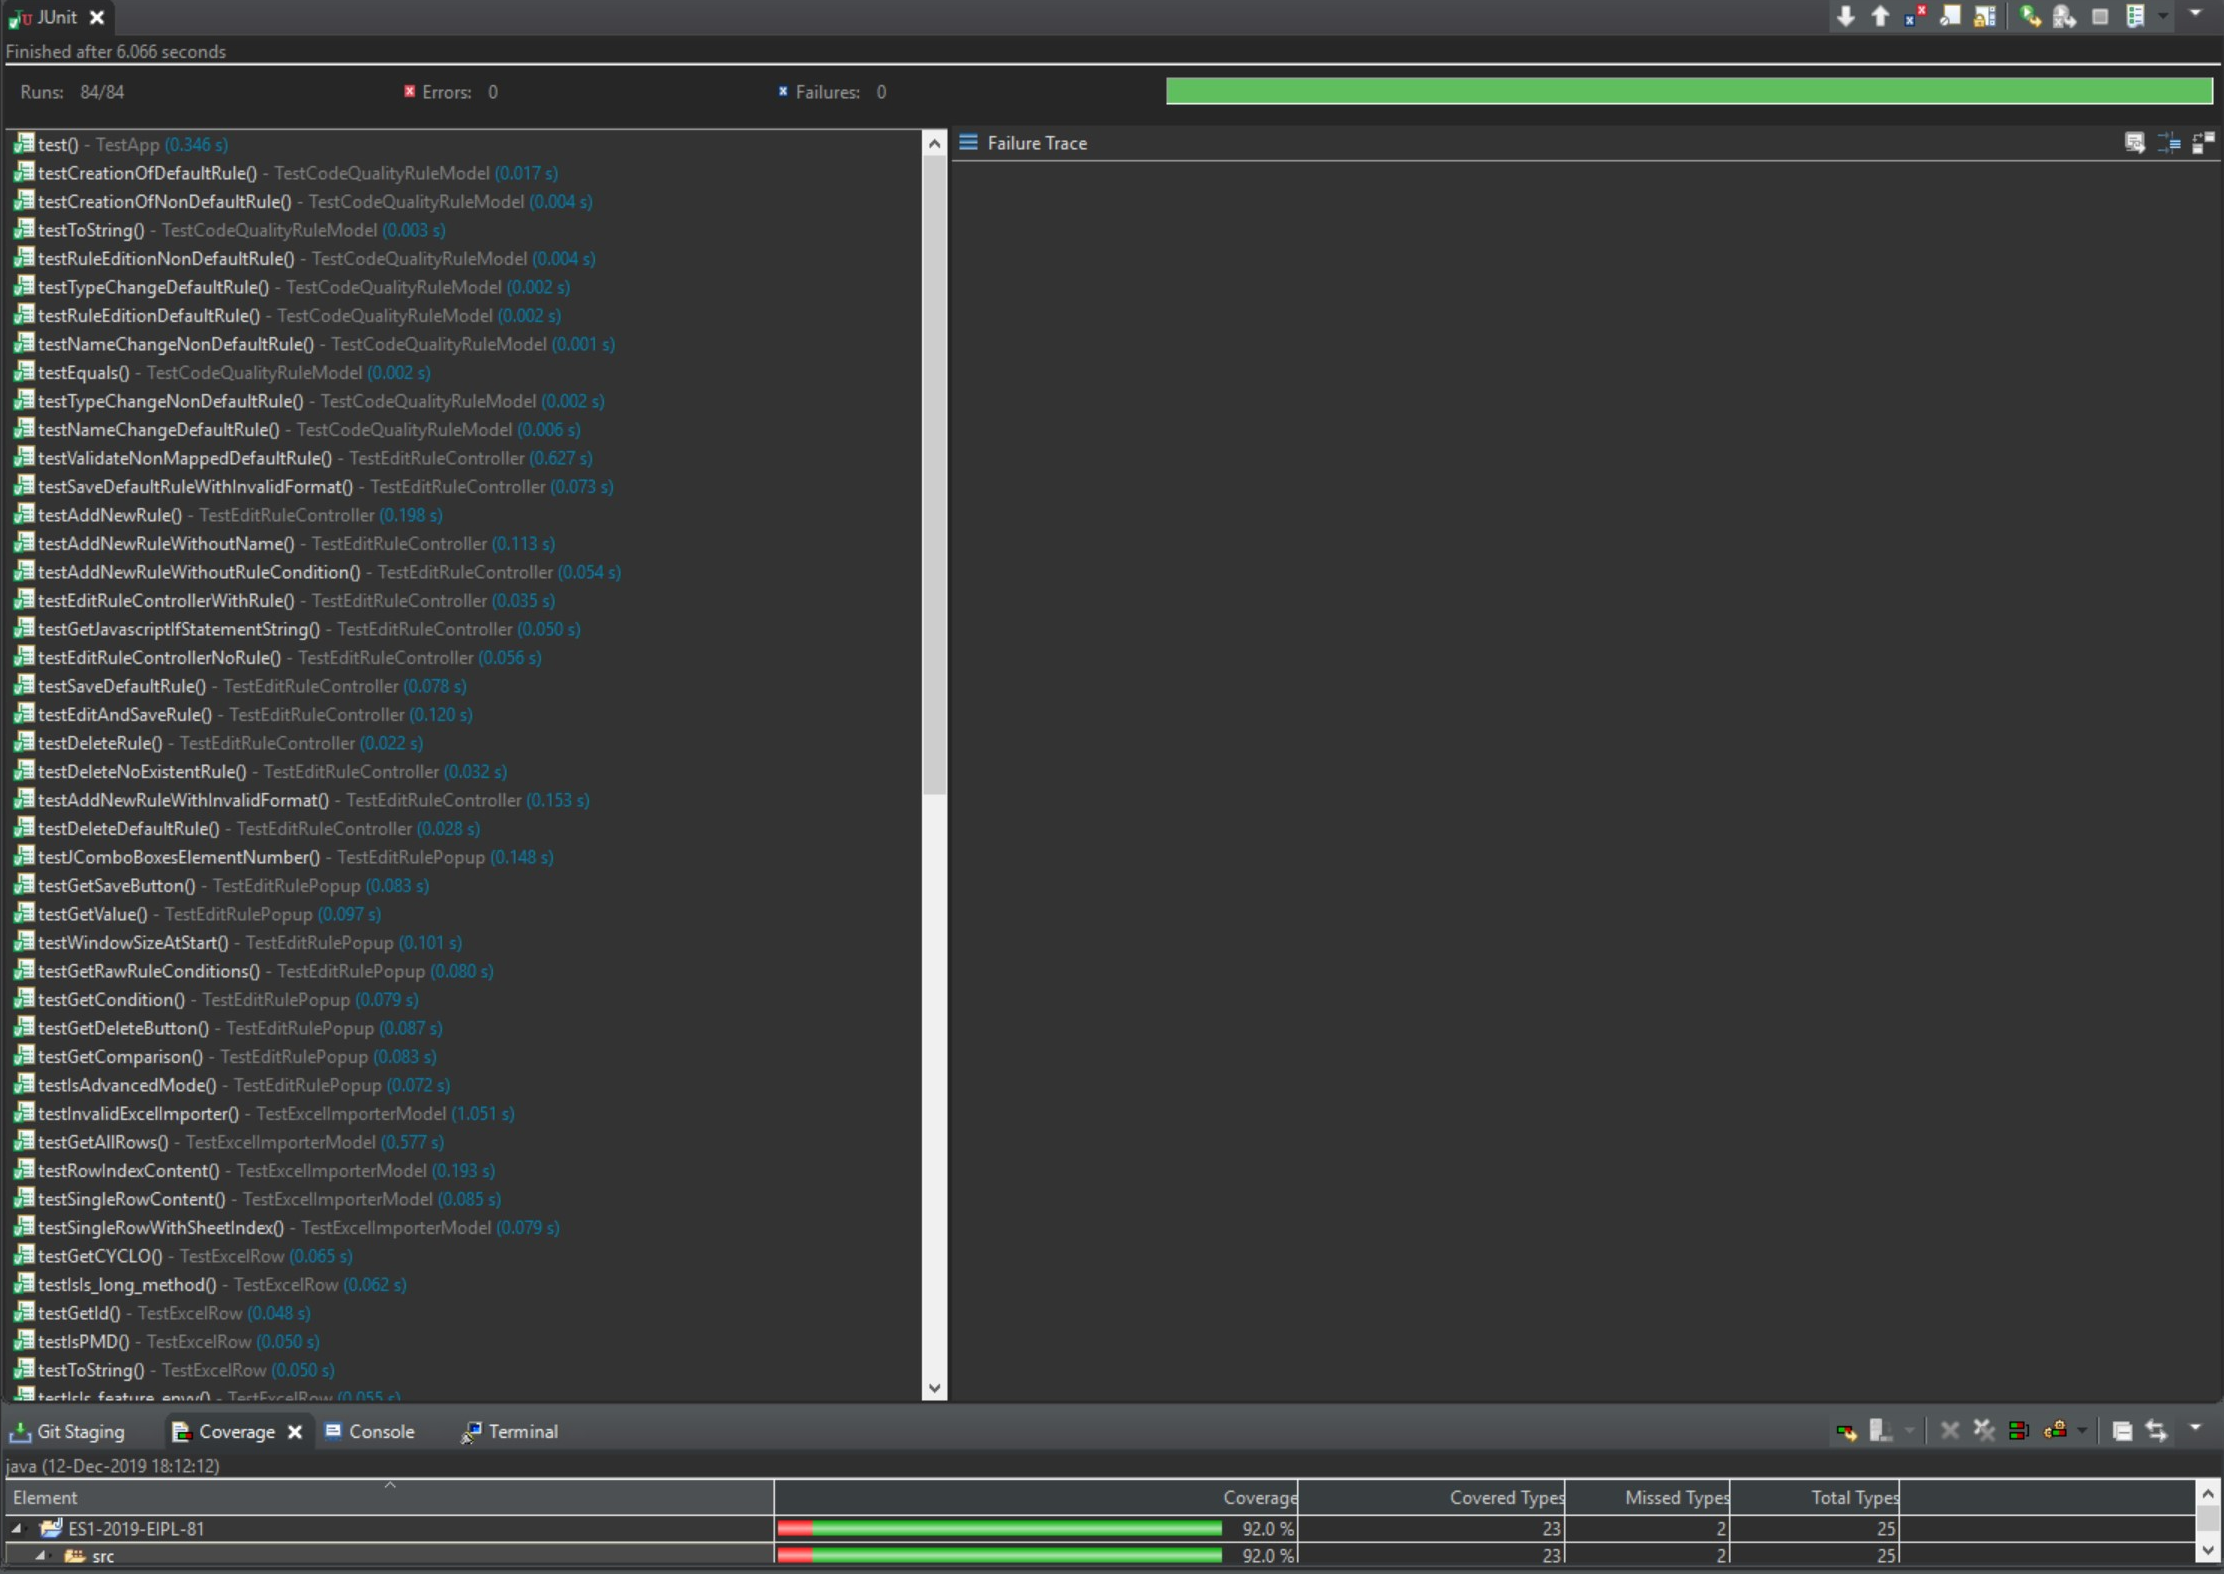 JUnit
Finished after 6.066 seconds
Runs: 84/84 Errors: 0 Failures: 0
test() - TestApp (0.346 s)
testCreationOfDefaultRule() - TestCodeQualityRuleModel (0.017 s)
testCreationOfNonDefaultRule() - TestCodeQualityRuleModel (0.004 s)
testToString() - TestCodeQualityRuleModel (0.003 s)
testRuleEditionNonDefaultRule() - TestCodeQualityRuleModel (0.004 s)
testTypeChangeDefaultRule() - TestCodeQualityRuleModel (0.002 s)
testRuleEditionDefaultRule() - TestCodeQualityRuleModel (0.002 s)
testNameChangeNonDefaultRule() - TestCodeQualityRuleModel (0.001 s)
testEquals() - TestCodeQualityRuleModel (0.002 s)
testTypeChangeNonDefaultRule() - TestCodeQualityRuleModel (0.002 s)
testNameChangeDefaultRule() - TestCodeQualityRuleModel (0.006 s)
testValidateNonMappedDefaultRule() - TestEditRuleController (0.627 s)
testSaveDefaultRuleWithInvalidFormat() - TestEditRuleController (0.073 s)
testAddNewRule() - TestEditRuleController (0.198 s)
testAddNewRuleWithoutName() - TestEditRuleController (0.113 s)
testAddNewRuleWithoutRuleCondition() - TestEditRuleController (0.054 s)
testEditRuleControllerWithRule() - TestEditRuleController (0.035 s)
testGetJavascriptIfStatementString() - TestEditRuleController (0.050 s)
testEditRuleControllerNoRule() - TestEditRuleController (0.056 s)
testSaveDefaultRule() - TestEditRuleController (0.078 s)
testEditAndSaveRule() - TestEditRuleController (0.120 s)
testDeleteRule() - TestEditRuleController (0.022 s)
testDeleteNoExistentRule() - TestEditRuleController (0.032 s)
testAddNewRuleWithInvalidFormat() - TestEditRuleController (0.153 s)
testDeleteDefaultRule() - TestEditRuleController (0.028 s)
testJComboBoxesElementNumber() - TestEditRulePopup (0.148 s)
testGetSaveButton() - TestEditRulePopup (0.083 s)
testGetValue() - TestEditRulePopup (0.097 s)
testWindowSizeAtStart() - TestEditRulePopup (0.101 s)
testGetRawRuleConditions() - TestEditRulePopup (0.080 s)
testGetCondition() - TestEditRulePopup (0.079 s)
testGetDeleteButton() - TestEditRulePopup (0.087 s)
testGetComparison() - TestEditRulePopup (0.083 s)
testIsAdvancedMode() - TestEditRulePopup (0.072 s)
testInvalidExcelImporter() - TestExcelImporterModel (1.051 s)
testGetAllRows() - TestExcelImporterModel (0.577 s)
testRowIndexContent() - TestExcelImporterModel (0.193 s)
testSingleRowContent() - TestExcelImporterModel (0.085 s)
testSingleRowWithSheetIndex() - TestExcelImporterModel (0.079 s)
testGetCYCLO() - TestExcelRow (0.065 s)
testIsIs_long_method() - TestExcelRow (0.062 s)
testGetId() - TestExcelRow (0.048 s)
testIsPMD() - TestExcelRow (0.050 s)
testToString() - TestExcelRow (0.050 s)
testIsIs_feature_envy() - TestExcelRow (0.055 s)
Failure Trace
Git Staging Coverage Console Terminal
java (12-Dec-2019 18:12:12)
Element Coverage Covered Types Missed Types Total Types
ES1-2019-EIPL-81 92.0 % 23 2 25
src 92.0 % 23 2 25